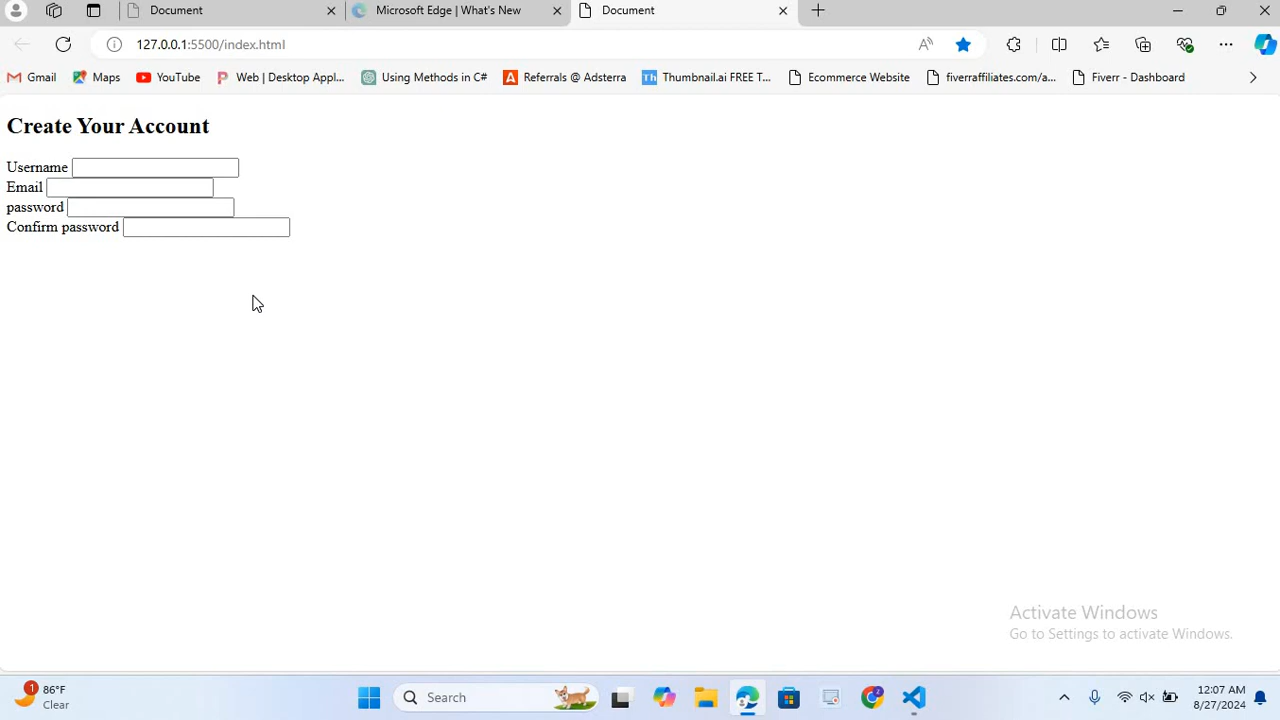 Document
Microsoft Edge | What's New
Document
127.0.0.1:5500/index.html
Gmail
Maps
YouTube
Web | Desktop Appl...
Using Methods in C#
Referrals @ Adsterra
Thumbnail.ai FREE T...
Ecommerce Website
fiverraffiliates.com/a...
Fiverr - Dashboard
Create Your Account
Username
Email
password
Confirm password
Activate Windows
Go to Settings to activate Windows.
1
86°F
Clear
Search
2
12:07 AM
8/27/2024